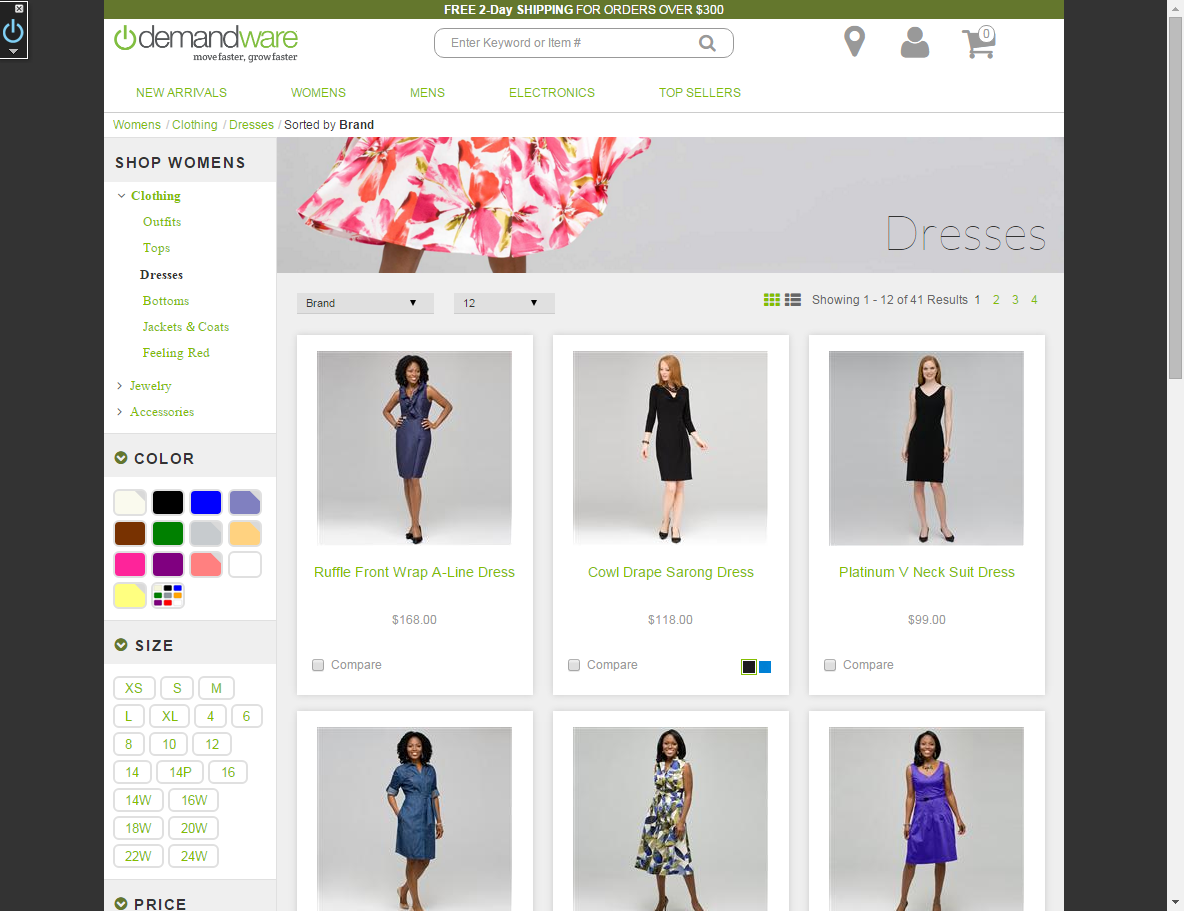 FREE 2-Day SHIPPING FOR ORDERS OVER $300
demandware
move faster, grow faster
Enter Keyword or Item #
0
NEW ARRIVALS
WOMENS
MENS
ELECTRONICS
TOP SELLERS
Womens / Clothing / Dresses / Sorted by Brand
SHOP WOMENS
Clothing
Outfits
Tops
Dresses
Bottoms
Jackets & Coats
Feeling Red
Jewelry
Accessories
COLOR
SIZE
XS S M
L XL 4 6
8 10 12
14 14P 16
14W 16W
18W 20W
22W 24W
PRICE
Dresses
Brand
12
Showing 1 - 12 of 41 Results 1 2 3 4
Ruffle Front Wrap A-Line Dress
$168.00
Compare
Cowl Drape Sarong Dress
$118.00
Compare
Platinum V Neck Suit Dress
$99.00
Compare